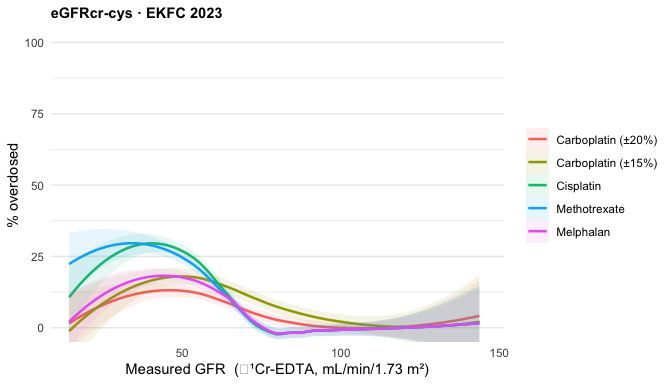 eGFRcr-cys · EKFC 2023
100
75
50
25
0
% overdosed
50
100
150
Measured GFR (□¹Cr-EDTA, mL/min/1.73 m²)
Carboplatin (±20%)
Carboplatin (±15%)
Cisplatin
Methotrexate
Melphalan